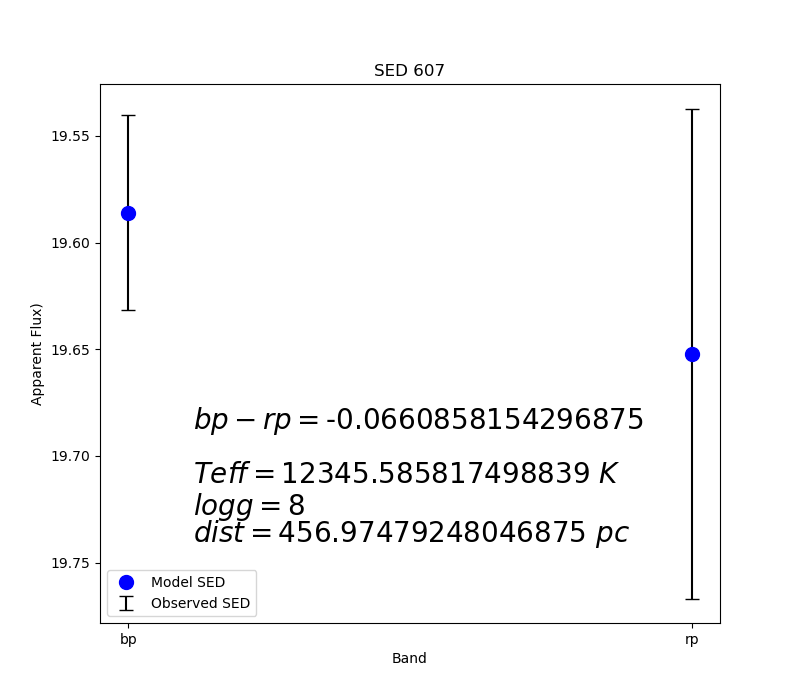 SED 607
19.55
19.60
19.65
19.70
19.75
Apparent Flux)
bp − rp = -0.0660858154296875
Teff = 12345.585817498839 K
logg = 8
dist = 456.97479248046875 pc
Model SED
Observed SED
bp
rp
Band